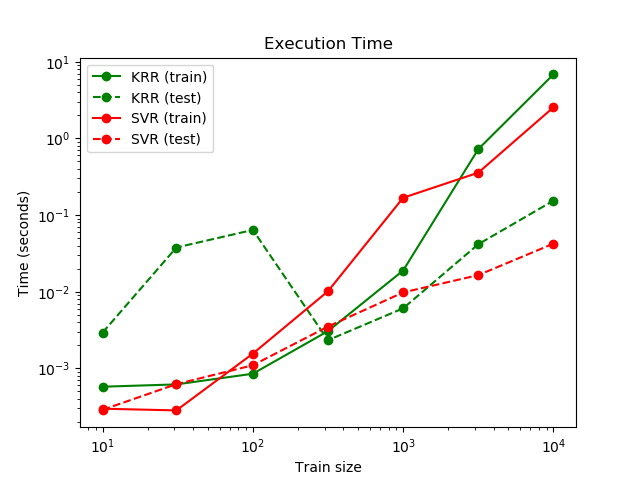 Execution Time
KRR (train)
KRR (test)
SVR (train)
SVR (test)
Time (seconds)
10¹
10⁰
10⁻¹
10⁻²
10⁻³
10¹ 10² 10³ 10⁴
Train size